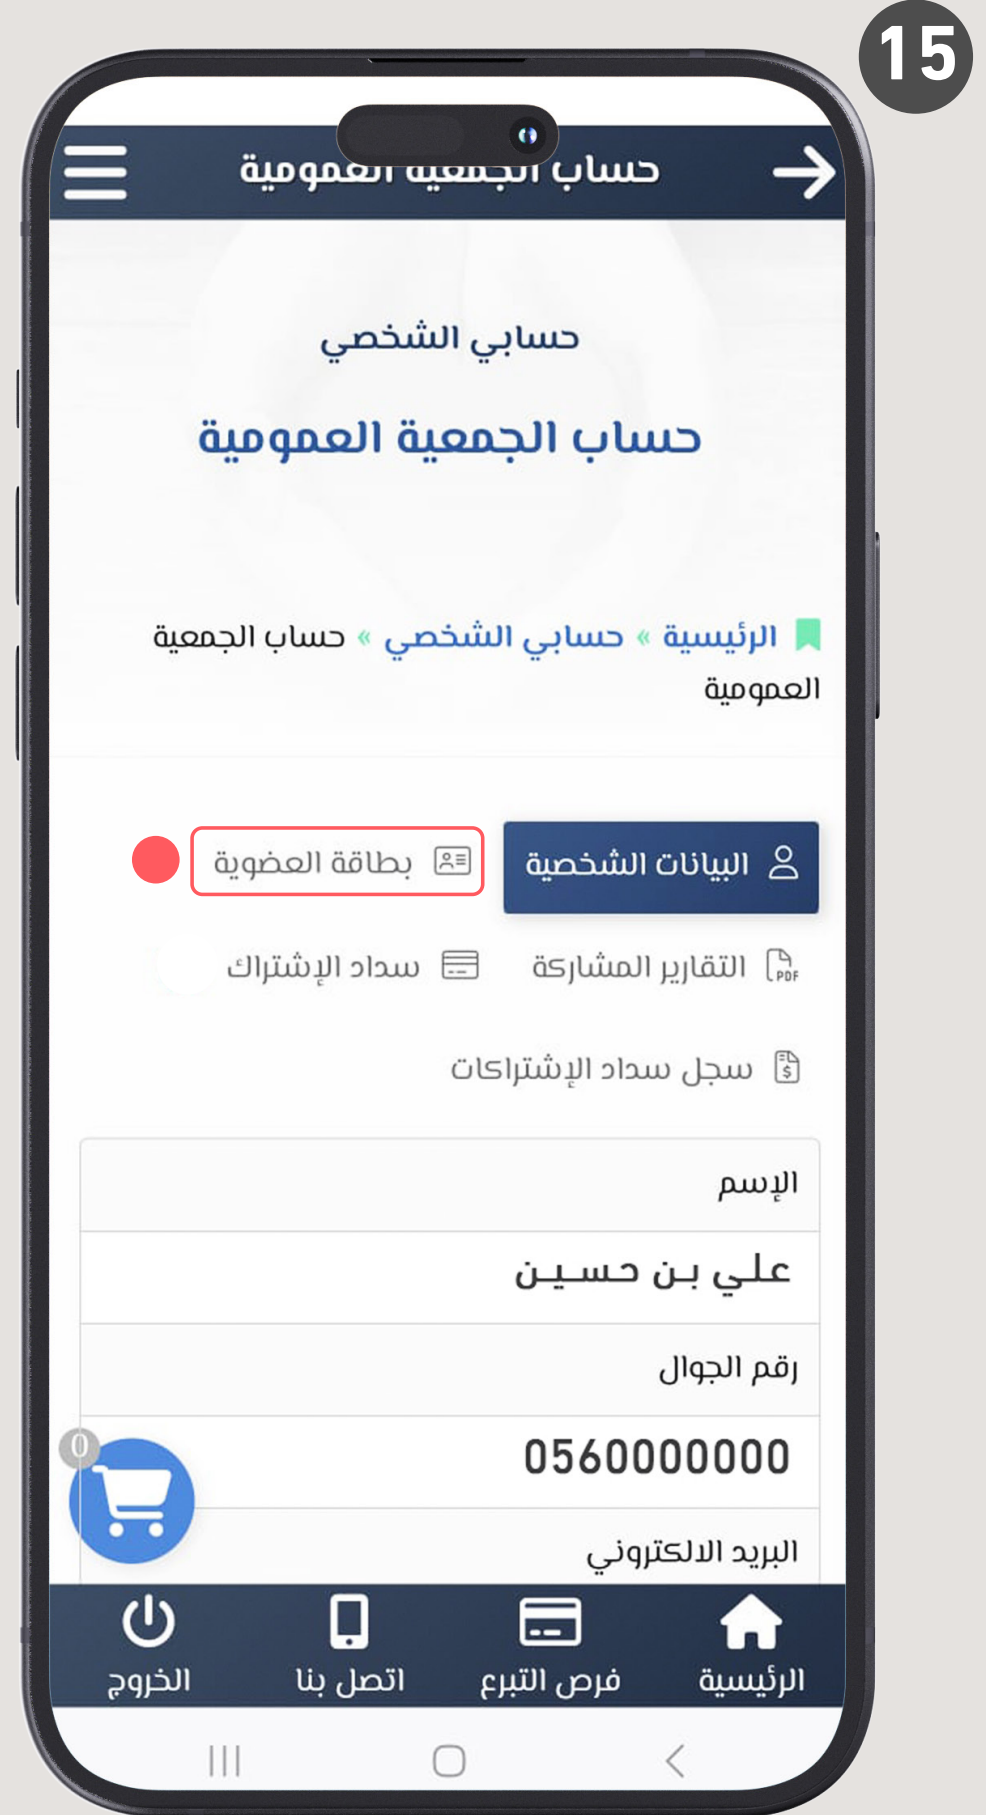 15
حساب الجمعية العمومية
حسابي الشخصي
حساب الجمعية العمومية
الرئيسية » حسابي الشخصي » حساب الجمعية
العمومية
البيانات الشخصية
بطاقة العضوية
PDF التقارير المشاركة
سداد الإشتراك
سجل سداد الإشتراكات
الإسم
علي بن حسين
رقم الجوال
0560000000
0
البريد الالكتروني
الرئيسية
فرص التبرع
اتصل بنا
الخروج